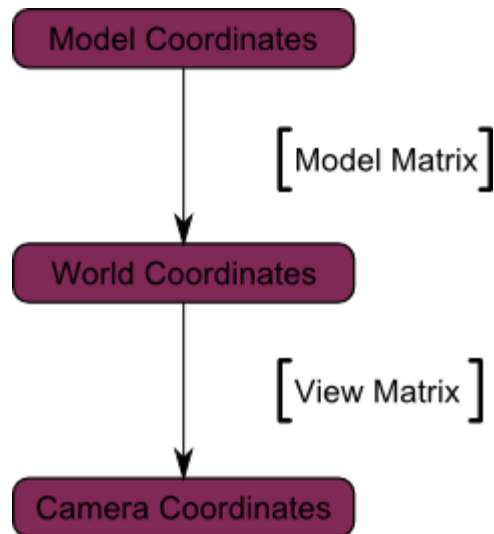 Model Coordinates
[Model Matrix]
World Coordinates
[View Matrix]
Camera Coordinates